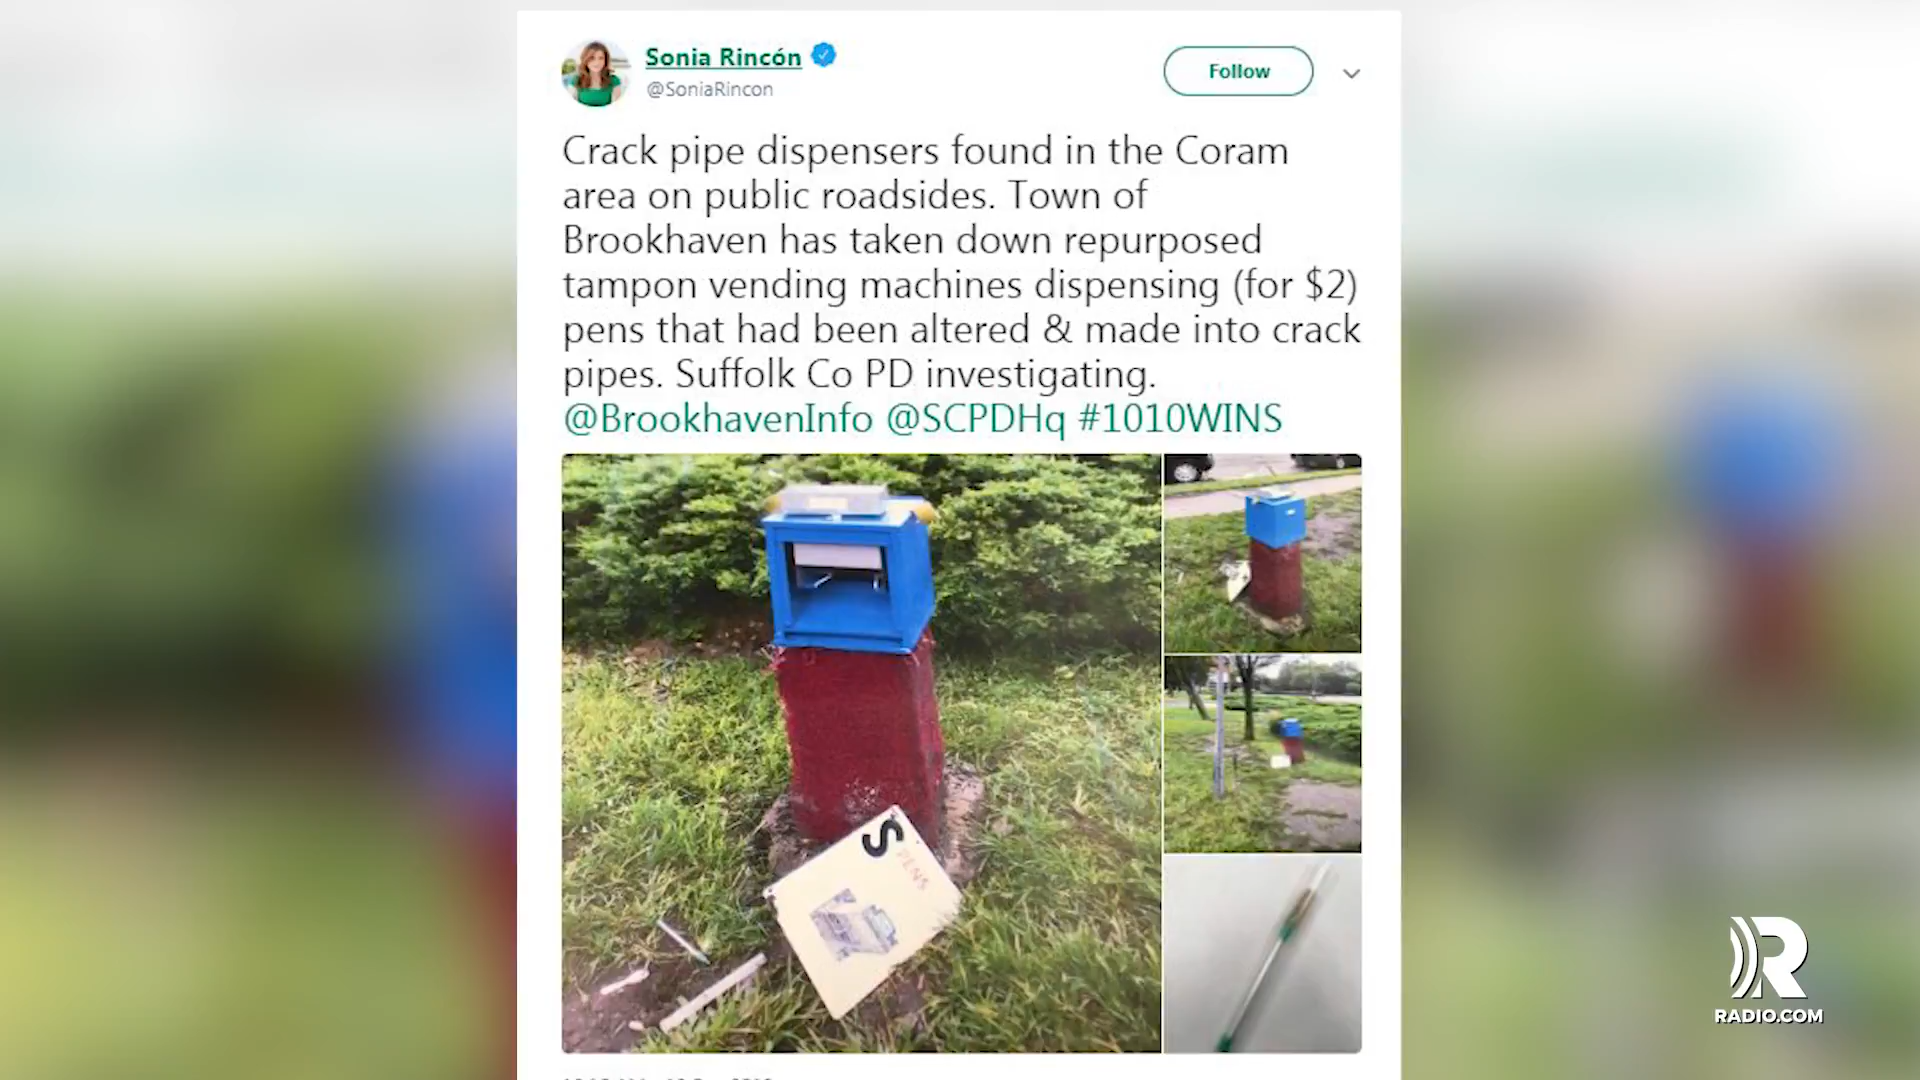 Sonia Rincón
@SoniaRincon
Follow
Crack pipe dispensers found in the Coram
area on public roadsides. Town of
Brookhaven has taken down repurposed
tampon vending machines dispensing (for $2)
pens that had been altered & made into crack
pipes. Suffolk Co PD investigating.
@BrookhavenInfo @SCPDHq #1010WINS
S
PENS
RADIO.COM